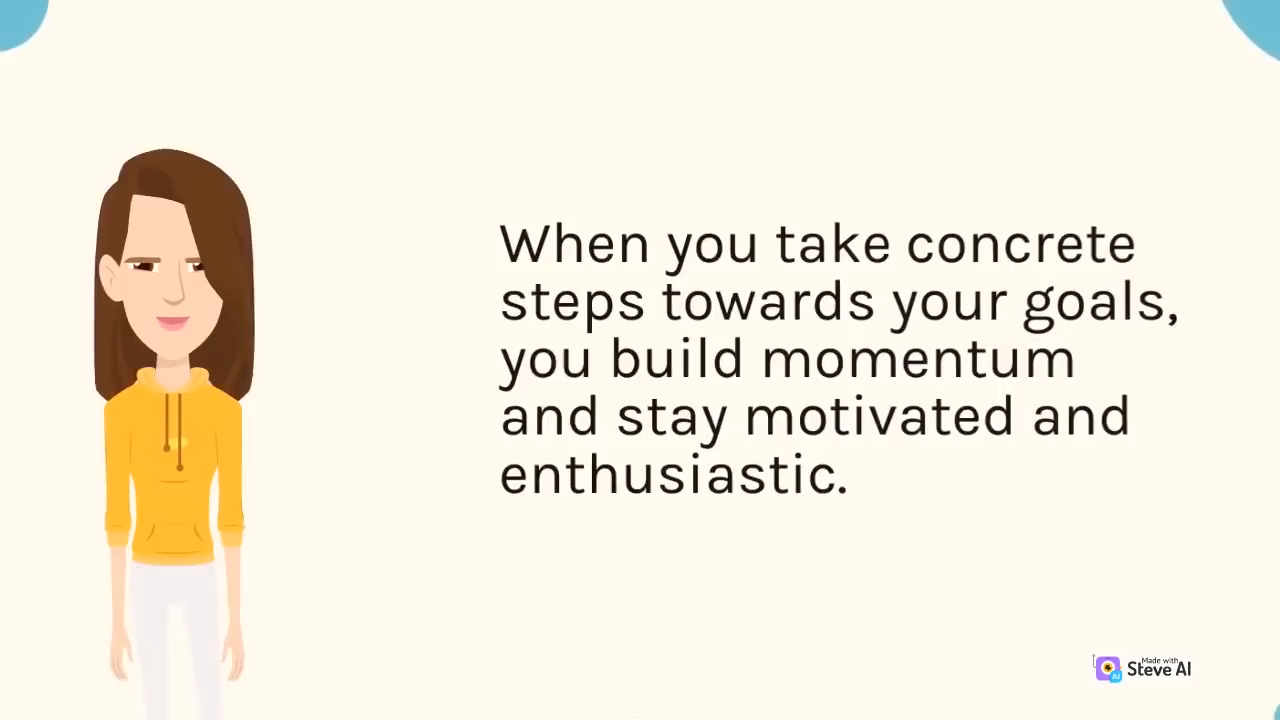 When you take concrete
steps towards your goals,
you build momentum
and stay motivated and
enthusiastic.
Made with
Steve AI
AI